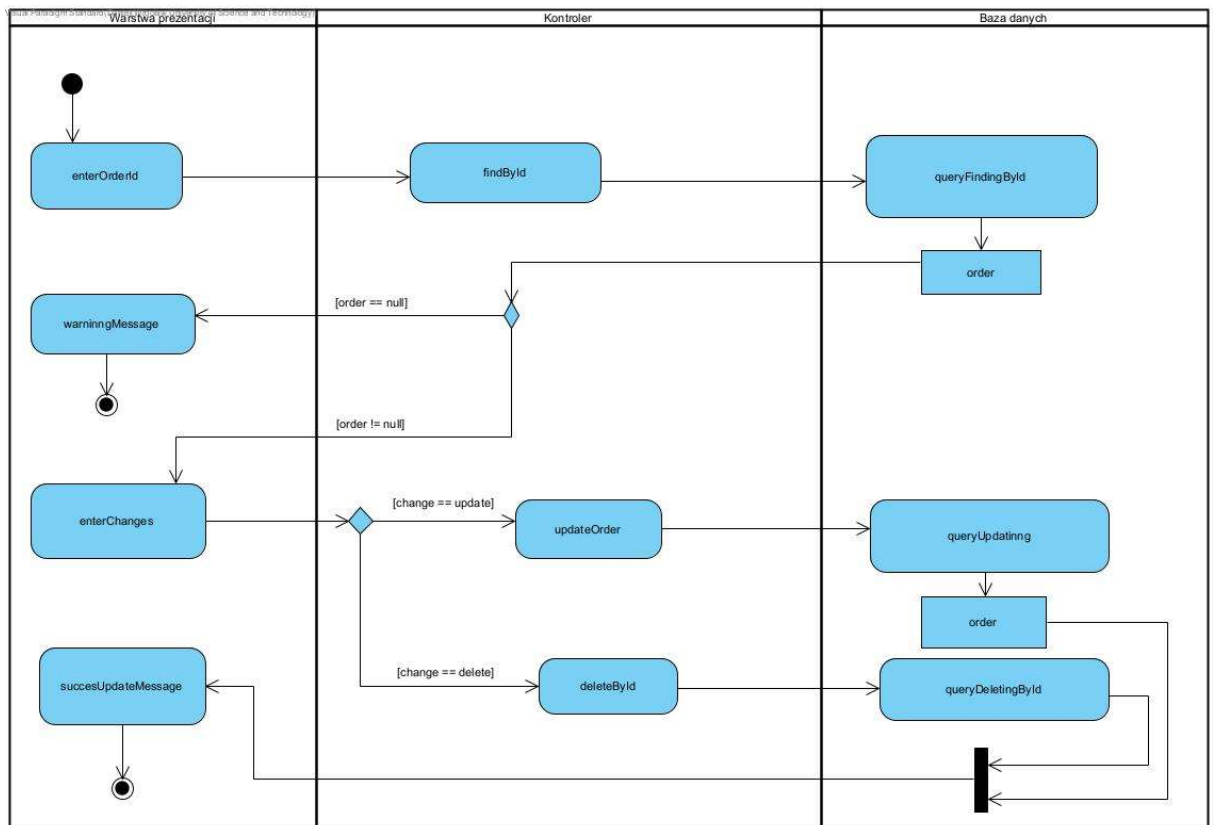 Warstwa prezentacji
Kontroler
Baza danych
enterOrderId
findById
queryFindingById
order
[order == null]
warninngMessage
[order != null]
enterChanges
[change == update]
updateOrder
queryUpdatinng
order
succesUpdateMessage
[change == delete]
deleteById
queryDeletingById